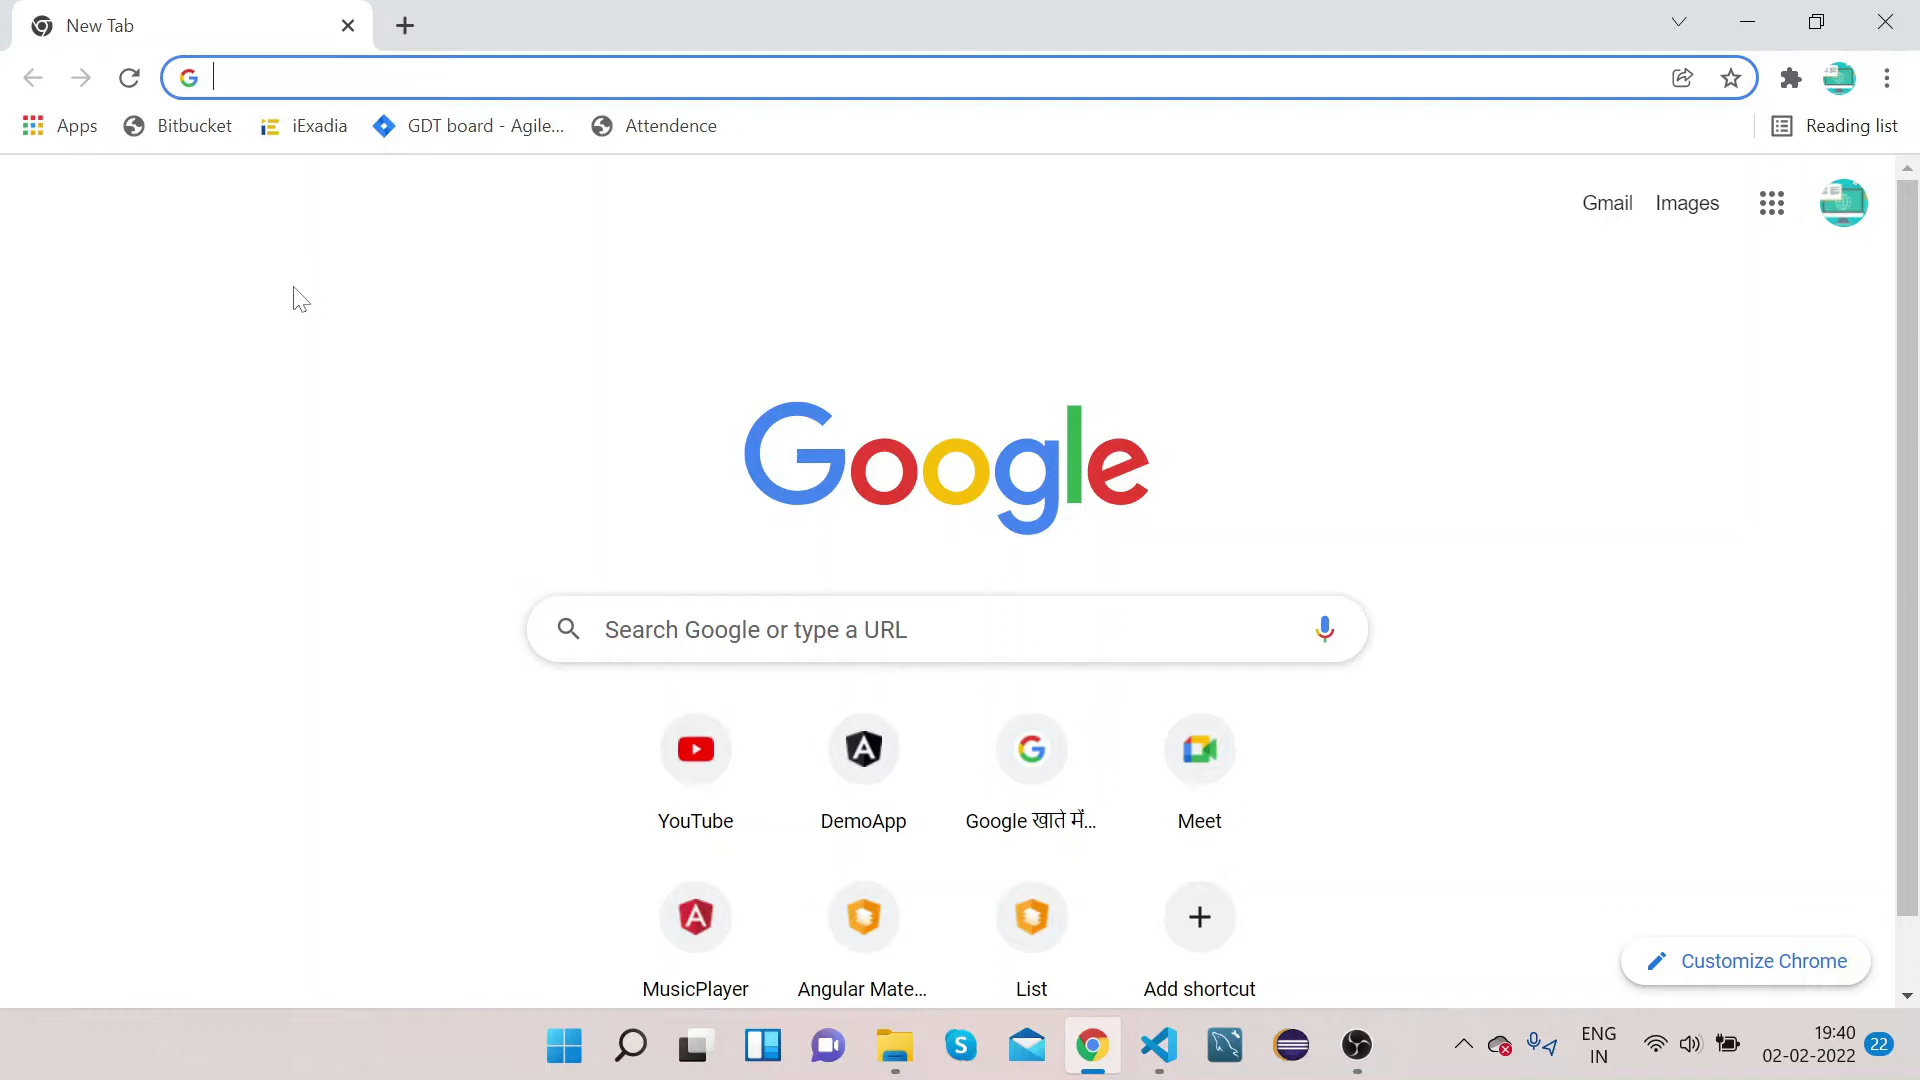 New Tab
Apps
Bitbucket
iExadia
GDT board - Agile...
Attendence
Reading list
Gmail
Images
Google
Search Google or type a URL
YouTube
DemoApp
Google खाते में...
Meet
MusicPlayer
Angular Mate...
List
Add shortcut
Customize Chrome
ENG
IN
19:40
02-02-2022
22